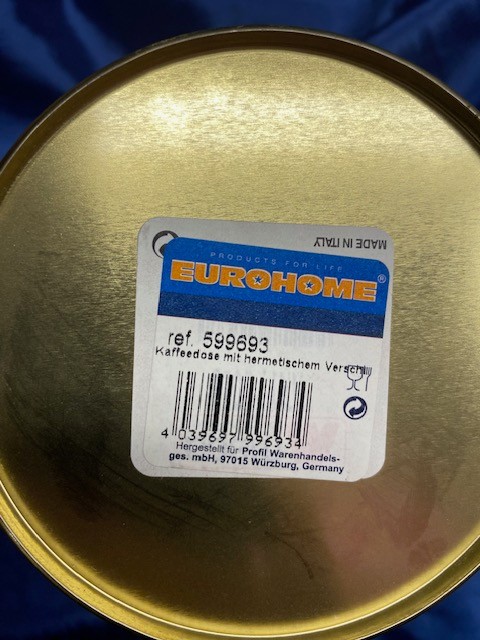 MADE IN ITALY
PRODUCTS FOR LIFE
EUROHOME®
ref. 599693
Kaffeedose mit hermetischem
4 039697 996934
Hergestellt für Profil Warenhandels-
ges. mbH, 97015 Würzburg, Germany